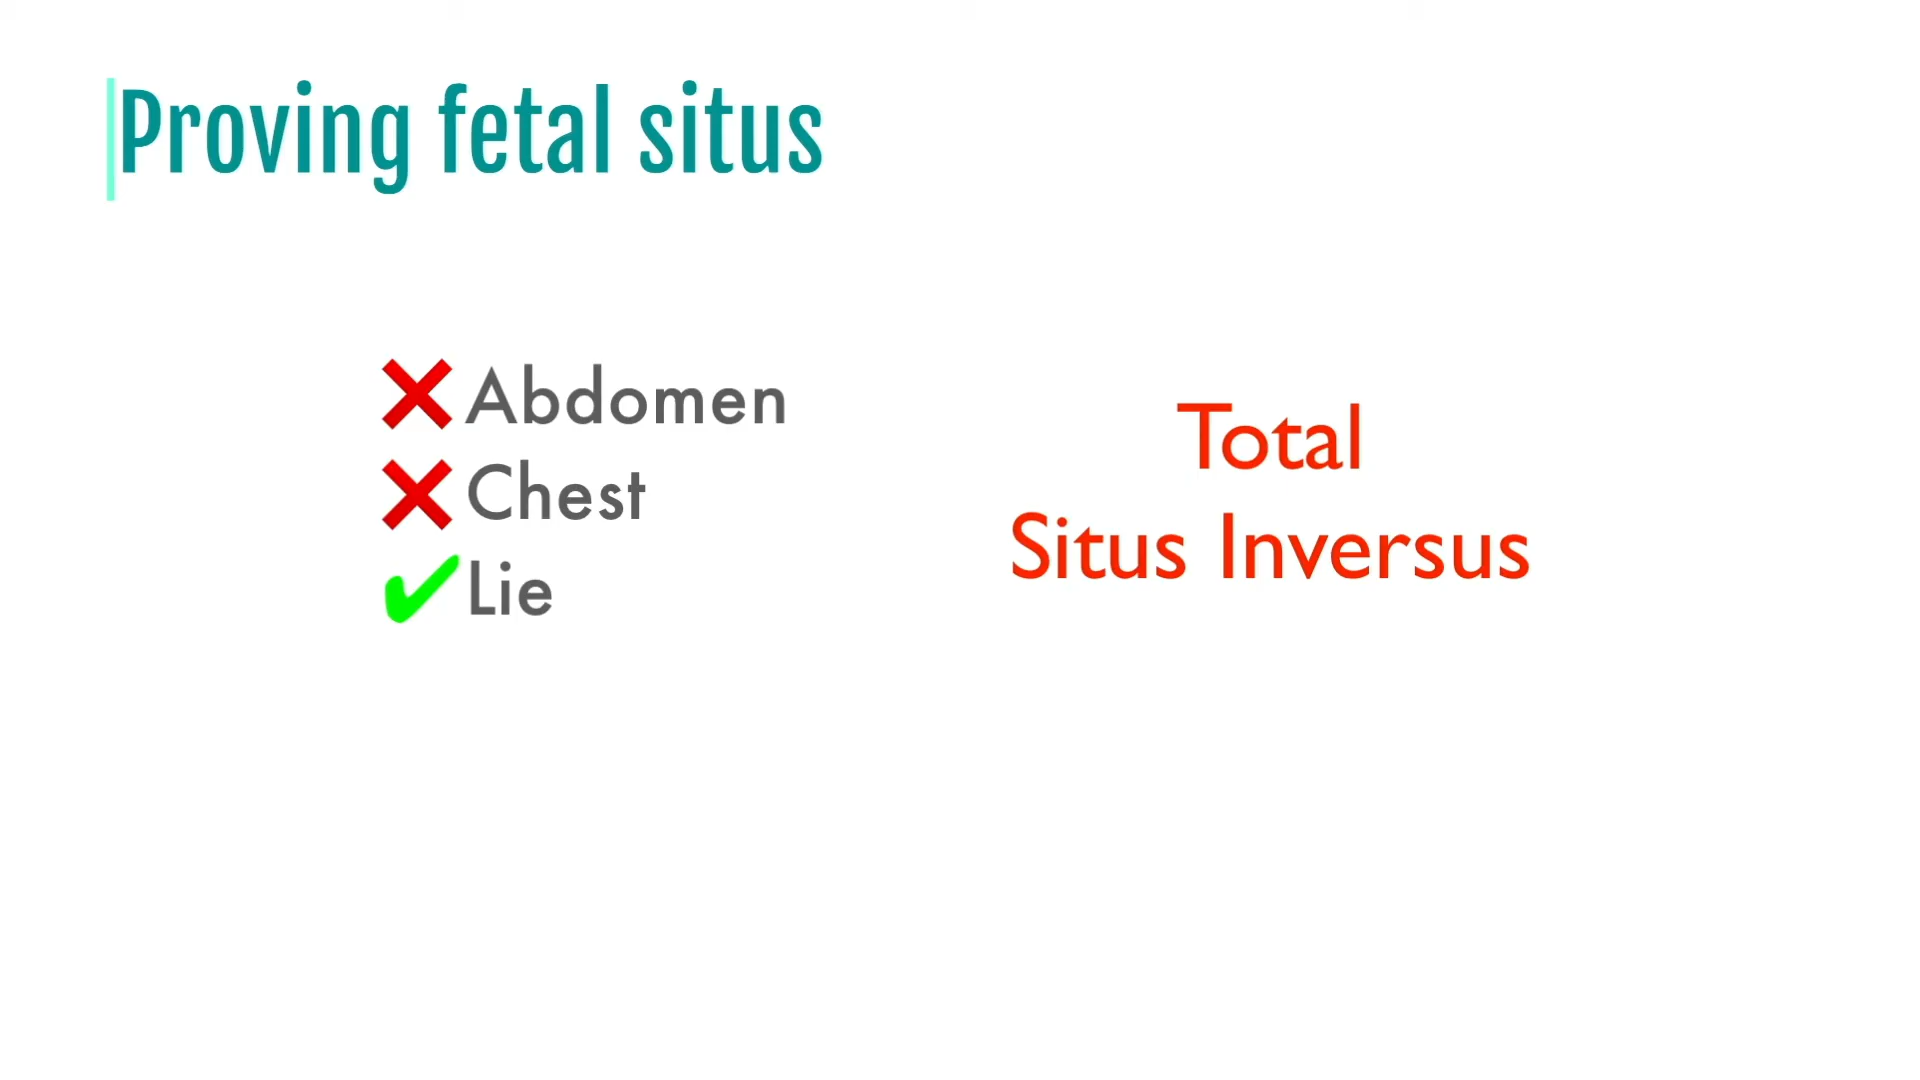 Proving fetal situs
Abdomen
Chest
Lie
Total
Situs Inversus